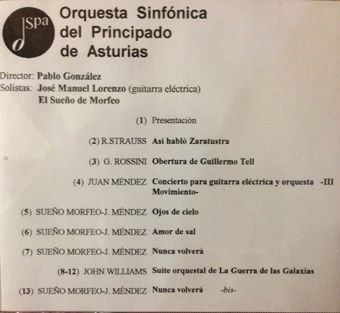 OSPA
Orquesta Sinfónica
del Principado
de Asturias
Director: Pablo González
Solistas: José Manuel Lorenzo (guitarra eléctrica)
El Sueño de Morfeo
(1) Presentación
(2) R.STRAUSS Así habló Zaratustra
(3) G. ROSSINI Obertura de Guillermo Tell
(4) JUAN MÉNDEZ Concierto para guitarra eléctrica y orquesta -III
Movimiento-
(5) SUEÑO MORFEO-J. MÉNDEZ Ojos de cielo
(6) SUEÑO MORFEO-J. MÉNDEZ Amor de sal
(7) SUEÑO MORFEO-J. MÉNDEZ Nunca volverá
(8-12) JOHN WILLIAMS Suite orquestal de La Guerra de las Galaxias
(13) SUEÑO MORFEO-J. MÉNDEZ Nunca volverá -bis-